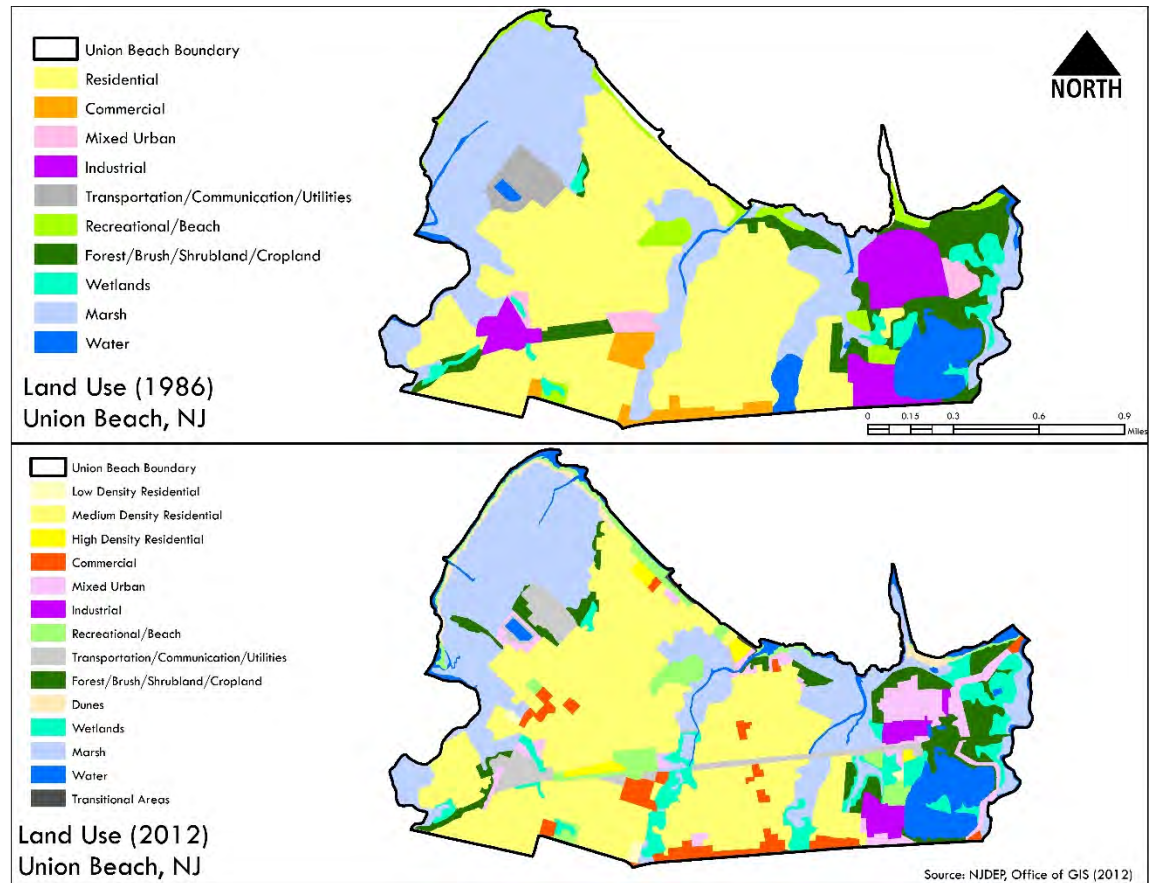 Union Beach Boundary
Residential
Commercial
Mixed Urban
Industrial
Transportation/Communication/Utilities
Recreational/Beach
Forest/Brush/Shrubland/Cropland
Wetlands
Marsh
Water
Land Use (1986)
Union Beach, NJ
NORTH
0 0.15 0.3 0.6 0.9
Miles
Union Beach Boundary
Low Density Residential
Medium Density Residential
High Density Residential
Commercial
Mixed Urban
Industrial
Recreational/Beach
Transportation/Communication/Utilities
Forest/Brush/Shrubland/Cropland
Dunes
Wetlands
Marsh
Water
Transitional Areas
Land Use (2012)
Union Beach, NJ
Source: NJDEP, Office of GIS (2012)